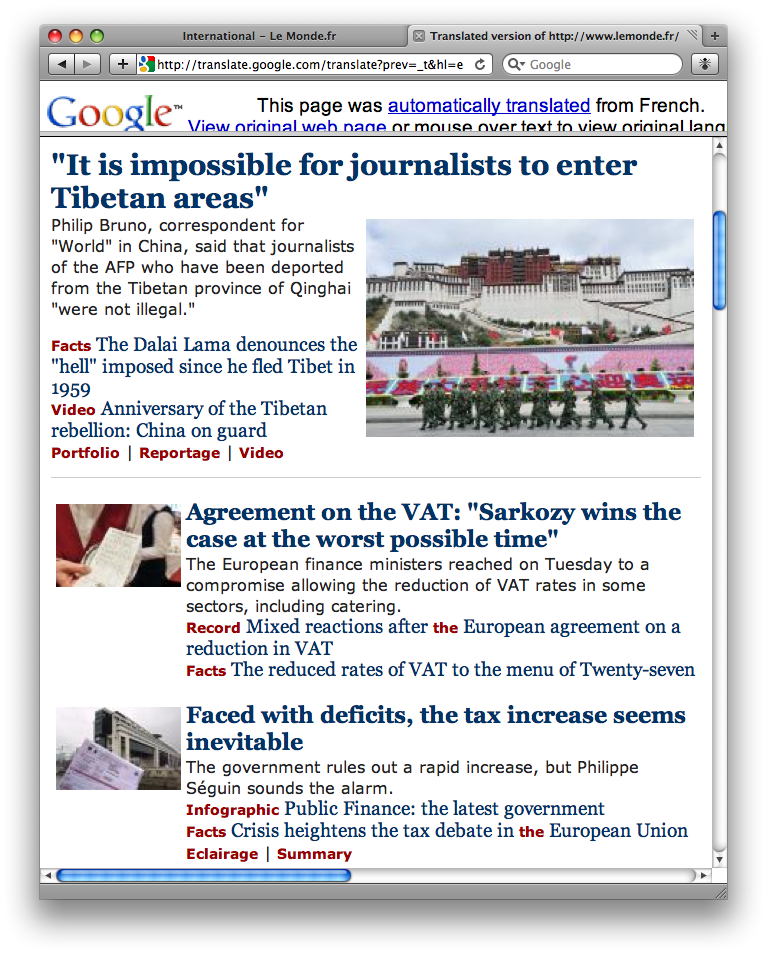 International – Le Monde.fr
Translated version of http://www.lemonde.fr/
http://translate.google.com/translate?prev=_t&hl=e
Google
Google™
This page was automatically translated from French.
View original web page or mouse over text to view original lang
"It is impossible for journalists to enter
Tibetan areas"
Philip Bruno, correspondent for
"World" in China, said that journalists
of the AFP who have been deported
from the Tibetan province of Qinghai
"were not illegal."
Facts The Dalai Lama denounces the
"hell" imposed since he fled Tibet in
1959
Video Anniversary of the Tibetan
rebellion: China on guard
Portfolio | Reportage | Video
Agreement on the VAT: "Sarkozy wins the
case at the worst possible time"
The European finance ministers reached on Tuesday to a
compromise allowing the reduction of VAT rates in some
sectors, including catering.
Record Mixed reactions after the European agreement on a
reduction in VAT
Facts The reduced rates of VAT to the menu of Twenty-seven
Faced with deficits, the tax increase seems
inevitable
The government rules out a rapid increase, but Philippe
Séguin sounds the alarm.
Infographic Public Finance: the latest government
Facts Crisis heightens the tax debate in the European Union
Eclairage | Summary